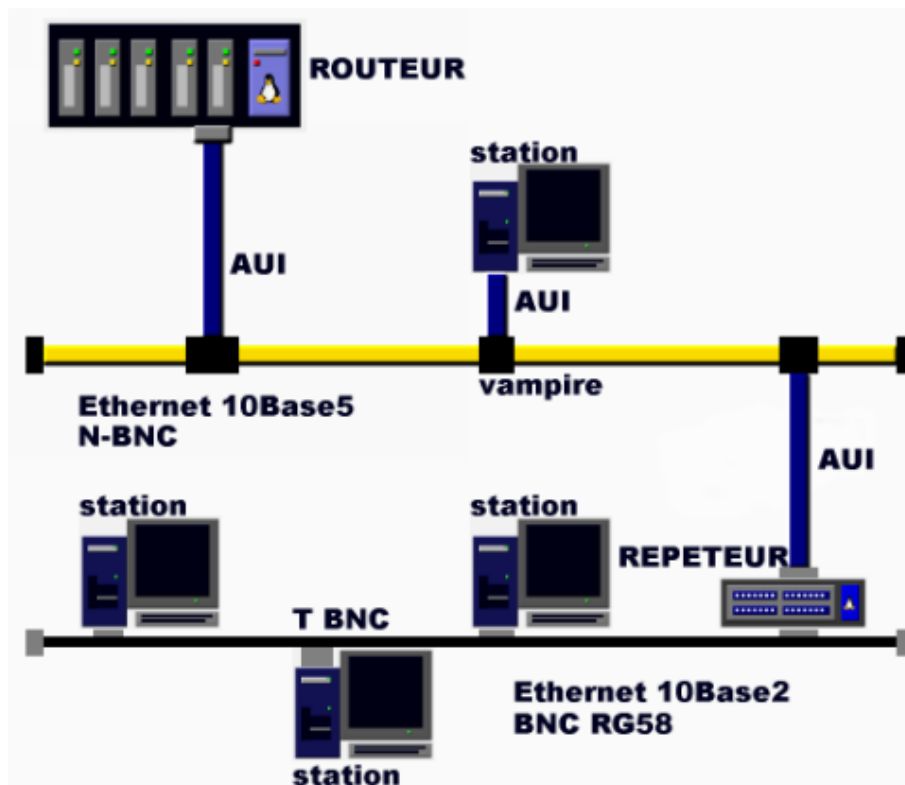 ROUTEUR
station
AUI
AUI
vampire
Ethernet 10Base5
N-BNC
AUI
station
station
REPETEUR
T BNC
Ethernet 10Base2
BNC RG58
station